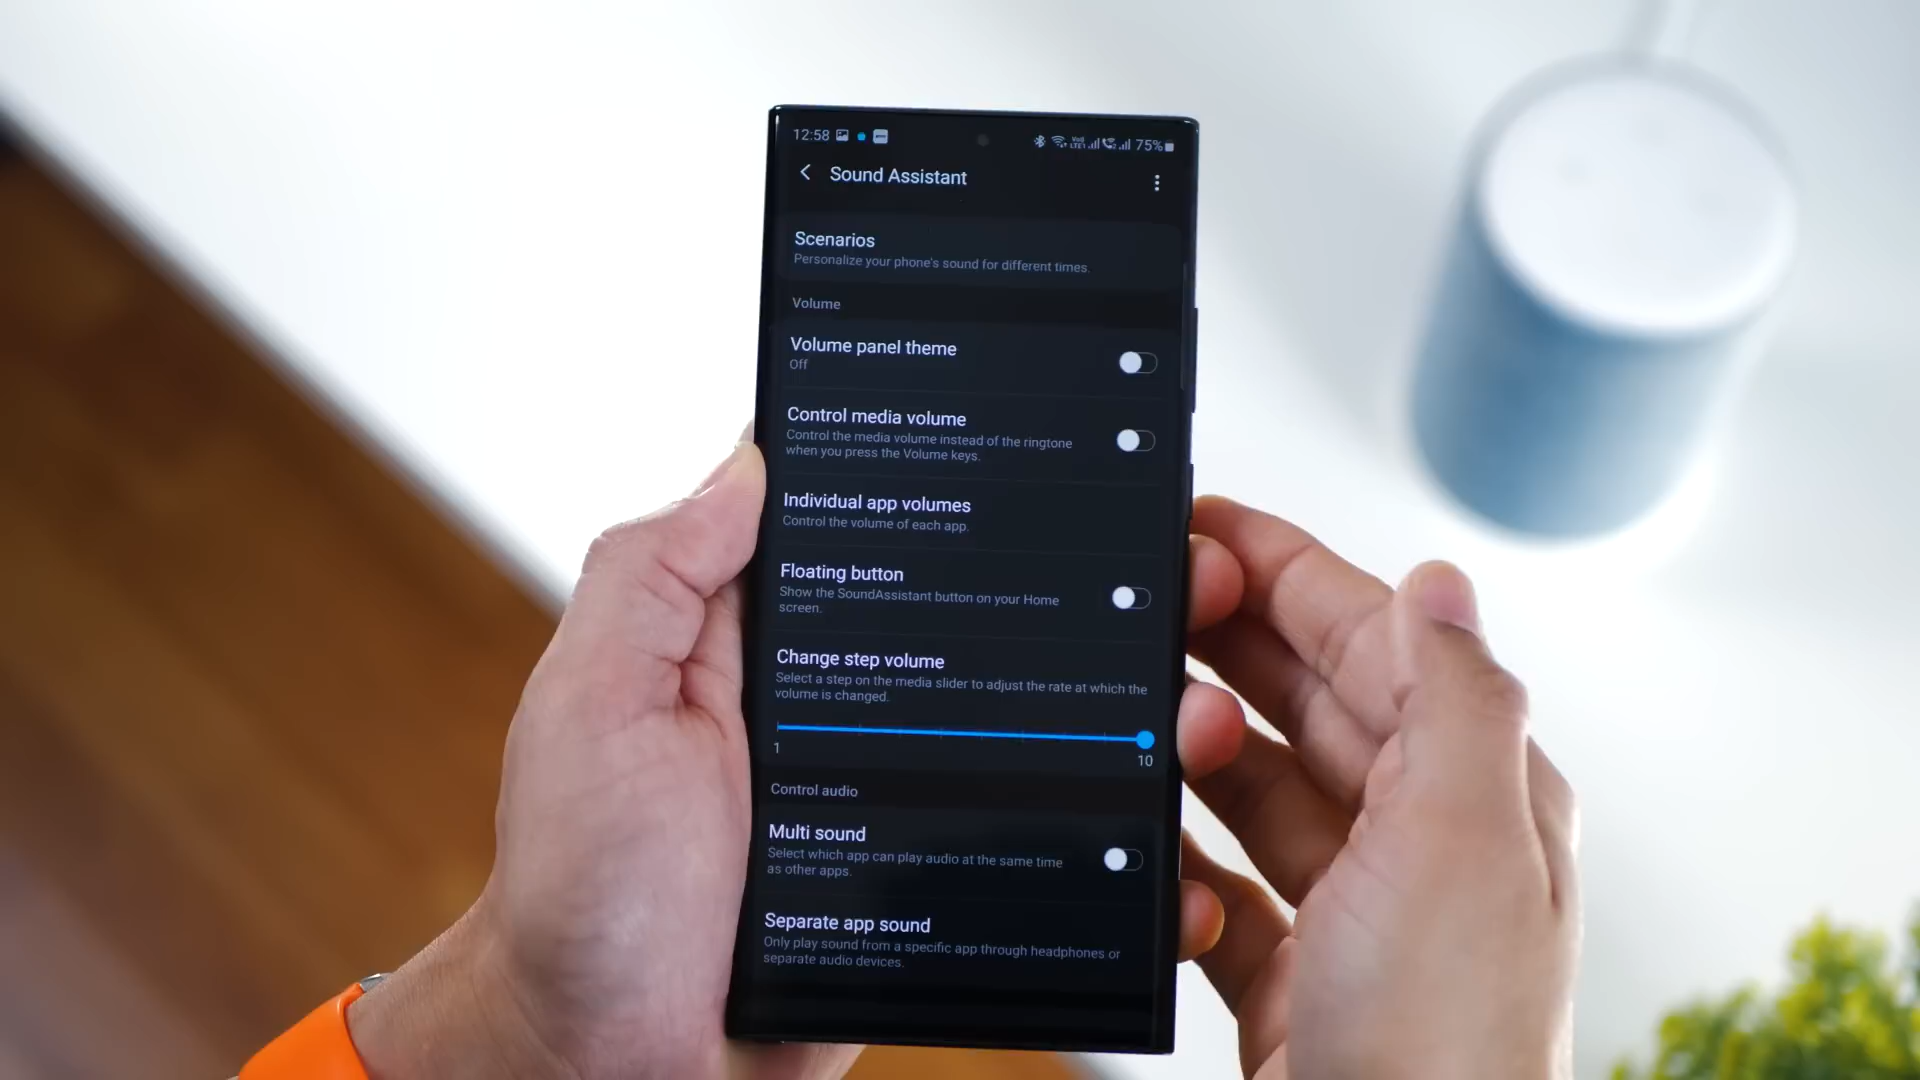 12:58 75%
Sound Assistant
Scenarios
Personalize your phone's sound for different times.
Volume
Volume panel theme
Off
Control media volume
Control the media volume instead of the ringtone
when you press the Volume keys.
Individual app volumes
Control the volume of each app.
Floating button
Show the SoundAssistant button on your Home
screen.
Change step volume
Select a step on the media slider to adjust the rate at which the
volume is changed.
1
10
Control audio
Multi sound
Select which app can play audio at the same time
as other apps.
Separate app sound
Only play sound from a specific app through headphones or
separate audio devices.